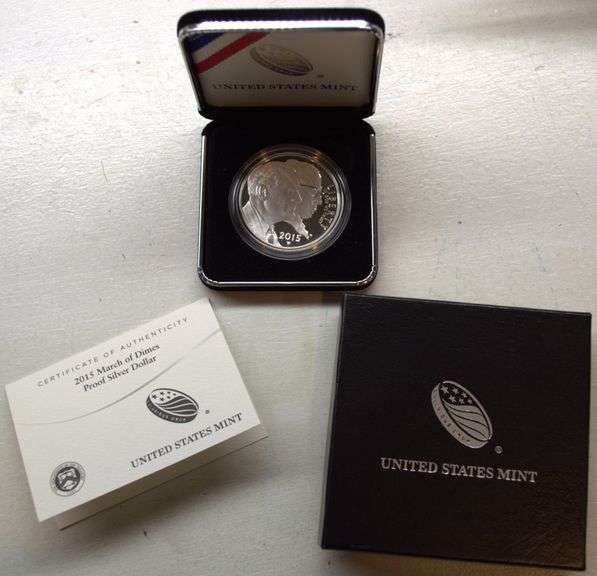 UNITED STATES MINT
LIBERTY
2015
CERTIFICATE OF AUTHENTICITY
2015 March of Dimes
Proof Silver Dollar
UNITED STATES MINT
UNITED STATES MINT